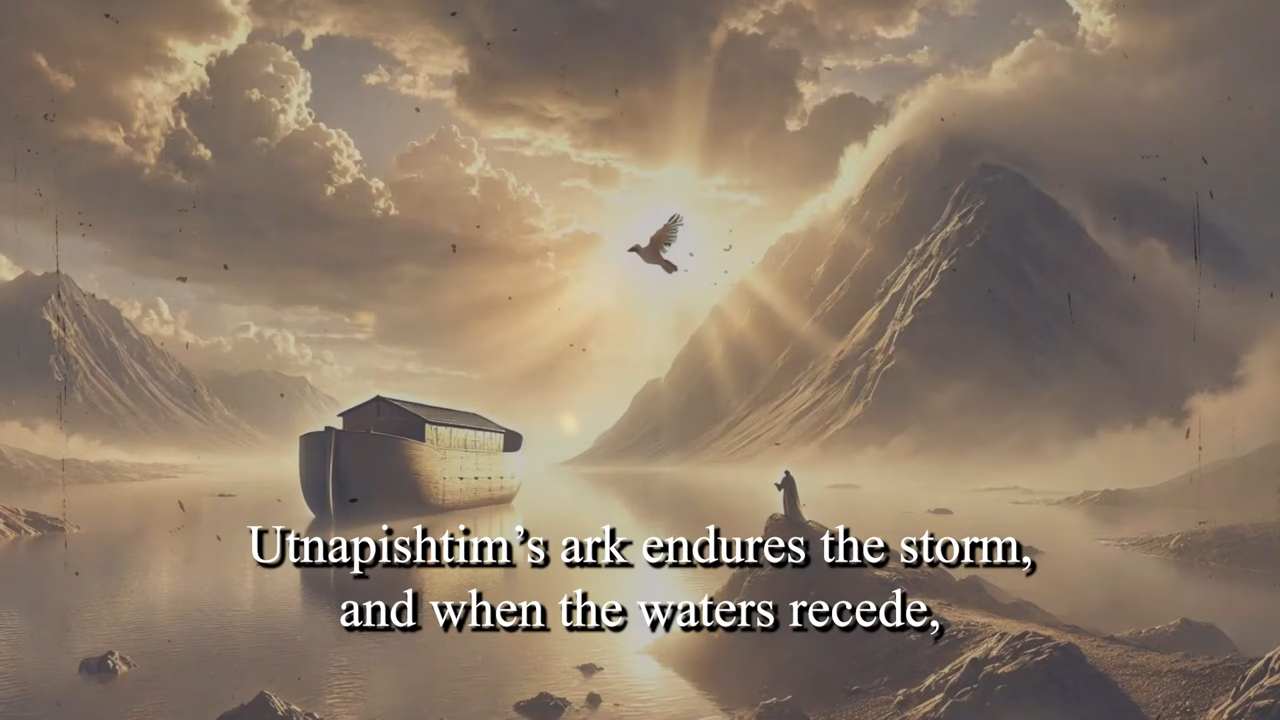 Utnapishtim’s ark endures the storm,
and when the waters recede,